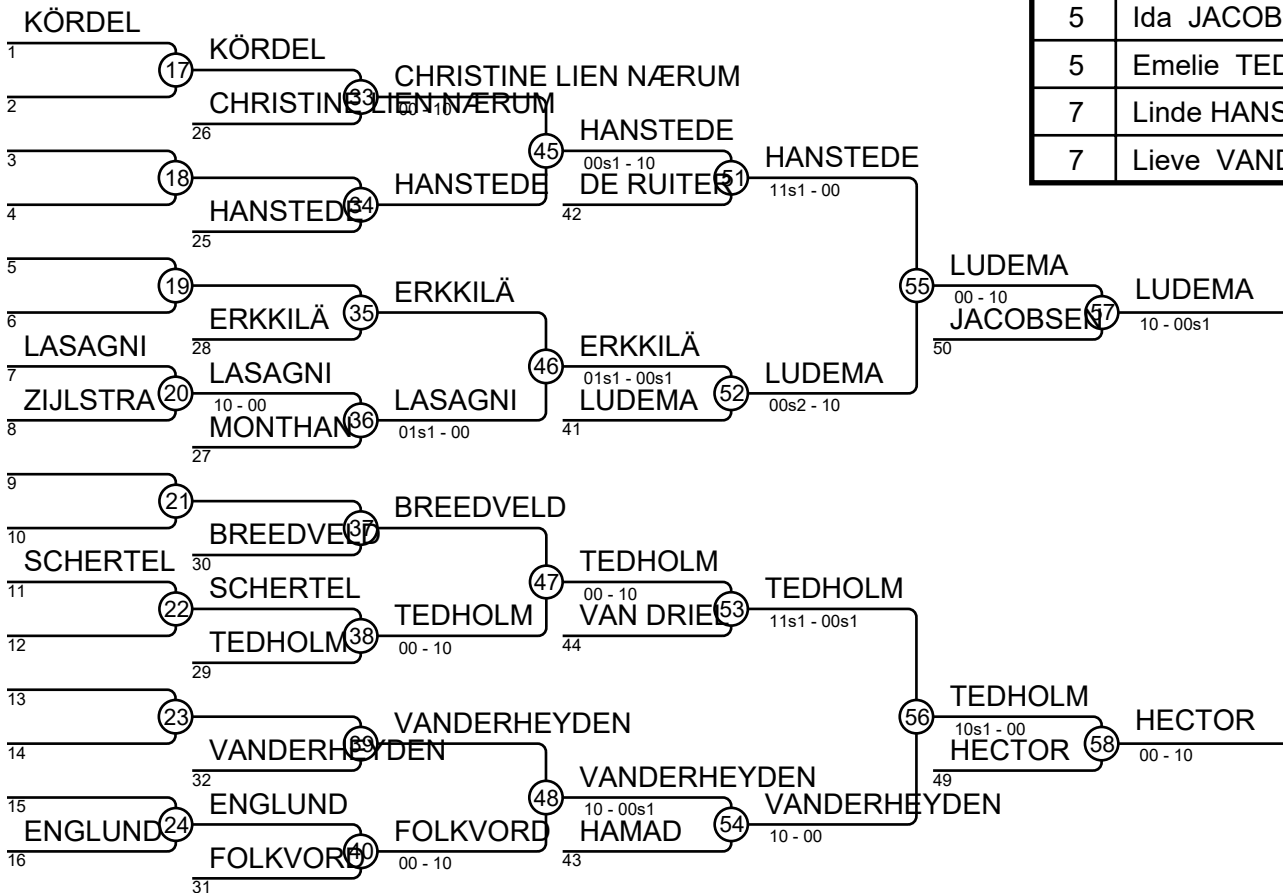 5 Ida JACOB
5 Emelie TED
7 Linde HANS
7 Lieve VAND
KÖRDEL
1
17
2
KÖRDEL
CHRISTINE LIEN NÆRUM
26
33
CHRISTINE LIEN NÆRUM
00 - 10
3
18
4
HANSTEDE
25
34
HANSTEDE
45
HANSTEDE
00s1 - 10
DE RUITER
42
51
HANSTEDE
11s1 - 00
5
19
6
ERKKILÄ
28
35
ERKKILÄ
LASAGNI
7
ZIJLSTRA
8
20
LASAGNI
10 - 00
MONTHAN
27
36
LASAGNI
01s1 - 00
46
ERKKILÄ
01s1 - 00s1
LUDEMA
41
52
LUDEMA
00s2 - 10
55
LUDEMA
00 - 10
JACOBSEN
50
57
LUDEMA
10 - 00s1
9
21
10
BREEDVELD
30
37
BREEDVELD
SCHERTEL
11
22
12
SCHERTEL
TEDHOLM
29
38
TEDHOLM
00 - 10
47
TEDHOLM
00 - 10
VAN DRIEL
44
53
TEDHOLM
11s1 - 00s1
13
23
14
VANDERHEYDEN
32
39
VANDERHEYDEN
15
ENGLUND
16
24
ENGLUND
FOLKVORD
31
40
FOLKVORD
00 - 10
48
VANDERHEYDEN
10 - 00s1
HAMAD
43
54
VANDERHEYDEN
10 - 00
56
TEDHOLM
10s1 - 00
HECTOR
49
58
HECTOR
00 - 10